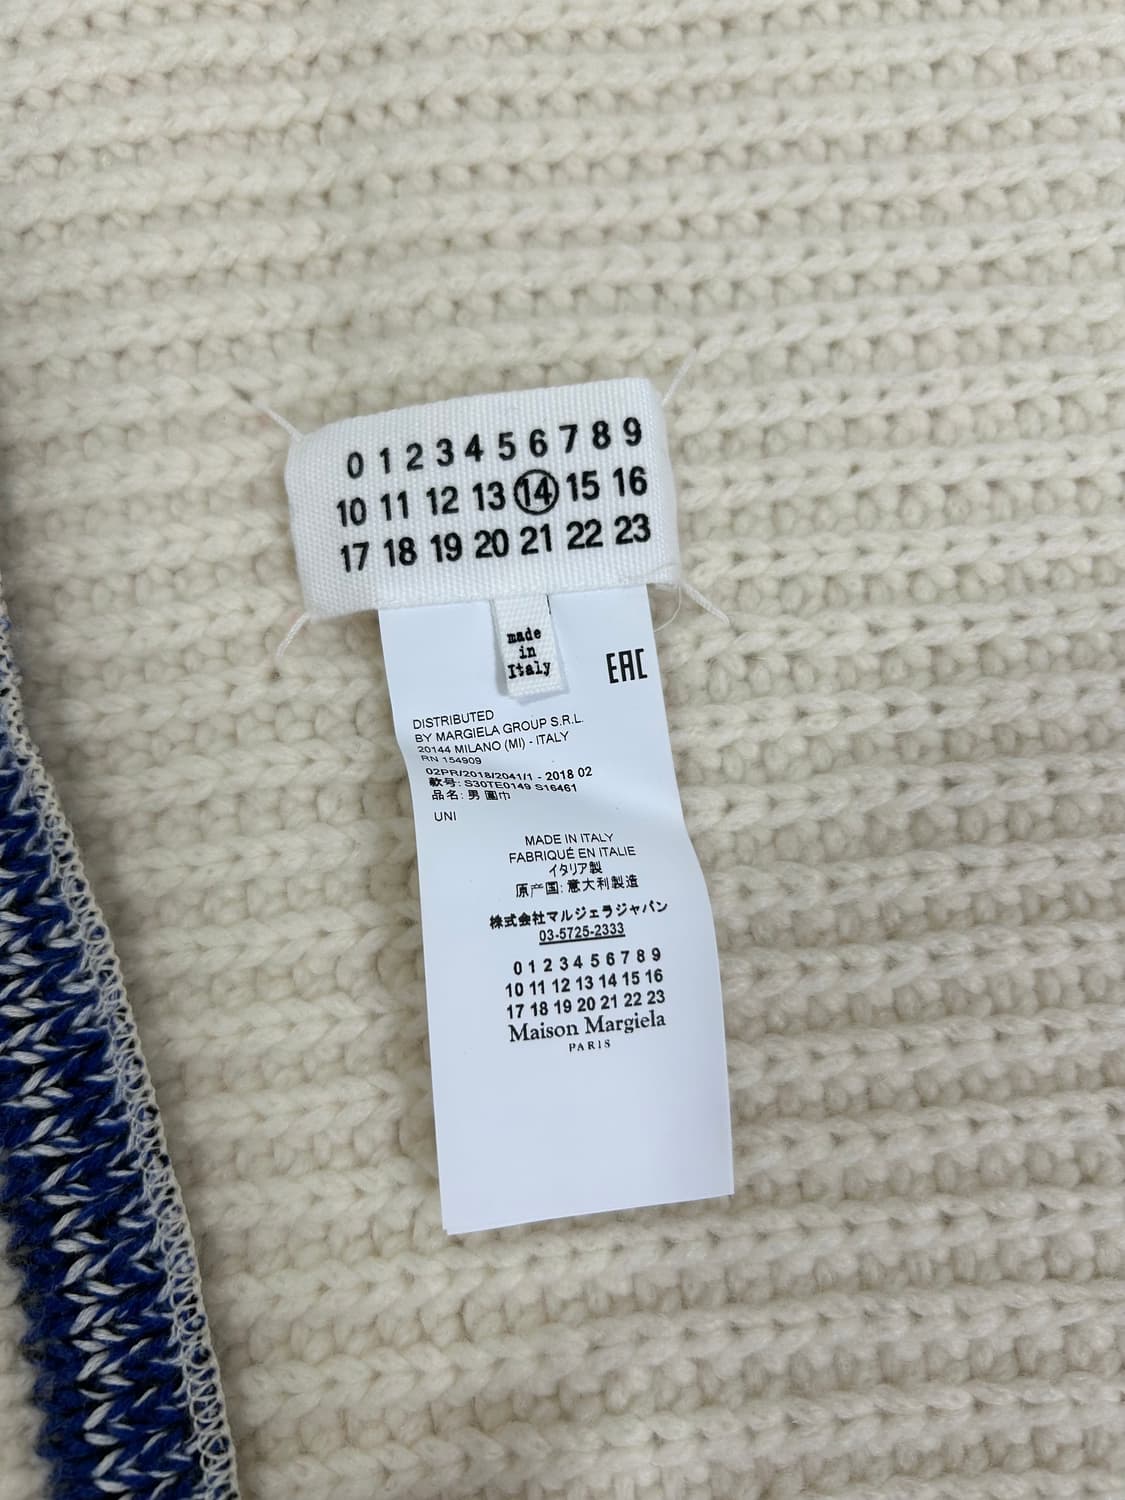 0 1 2 3 4 5 6 7 8 9
10 11 12 13 14 15 16
17 18 19 20 21 22 23
made
in
Italy
EAC
DISTRIBUTED
BY MARGIELA GROUP S.R.L.
20144 MILANO (MI) - ITALY
RN 154909
02PR/2018/2041/1 - 2018 02
款号: S30TE0149 S16461
品名: 男 圍巾
UNI
MADE IN ITALY
FABRIQUÉ EN ITALIE
イタリア製
原产国: 意大利製造
株式会社マルジェラジャパン
03-5725-2333
0 1 2 3 4 5 6 7 8 9
10 11 12 13 14 15 16
17 18 19 20 21 22 23
Maison Margiela
PARIS